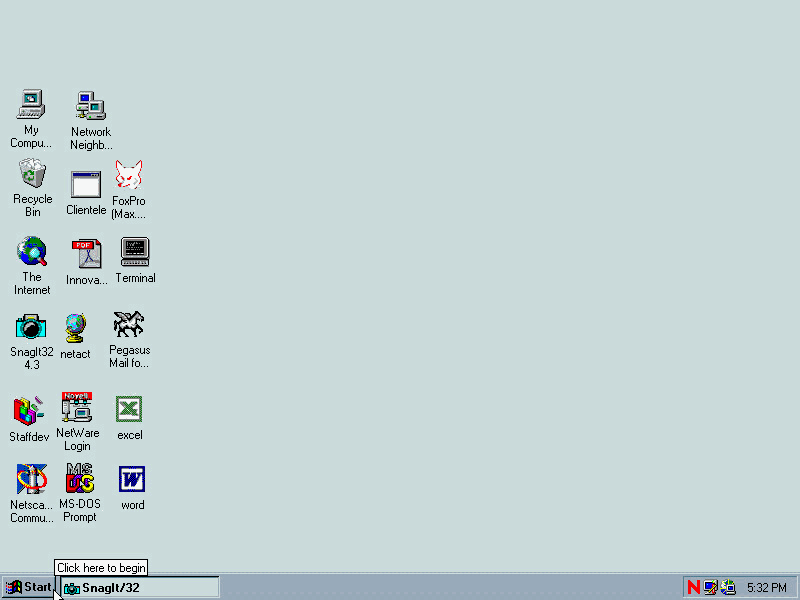 My
Compu...
Network
Neighb...
Recycle
Bin
Clientele
FoxPro
(Max....
The
Internet
PDF
Innova...
Terminal
SnagIt32
4.3
netact
Pegasus
Mail fo...
Staffdev
Novell
NetWare
Login
excel
Netsca...
Commu...
MS
DOS
MS-DOS
Prompt
W
word
Click here to begin
Start
SnagIt/32
N
5:32 PM